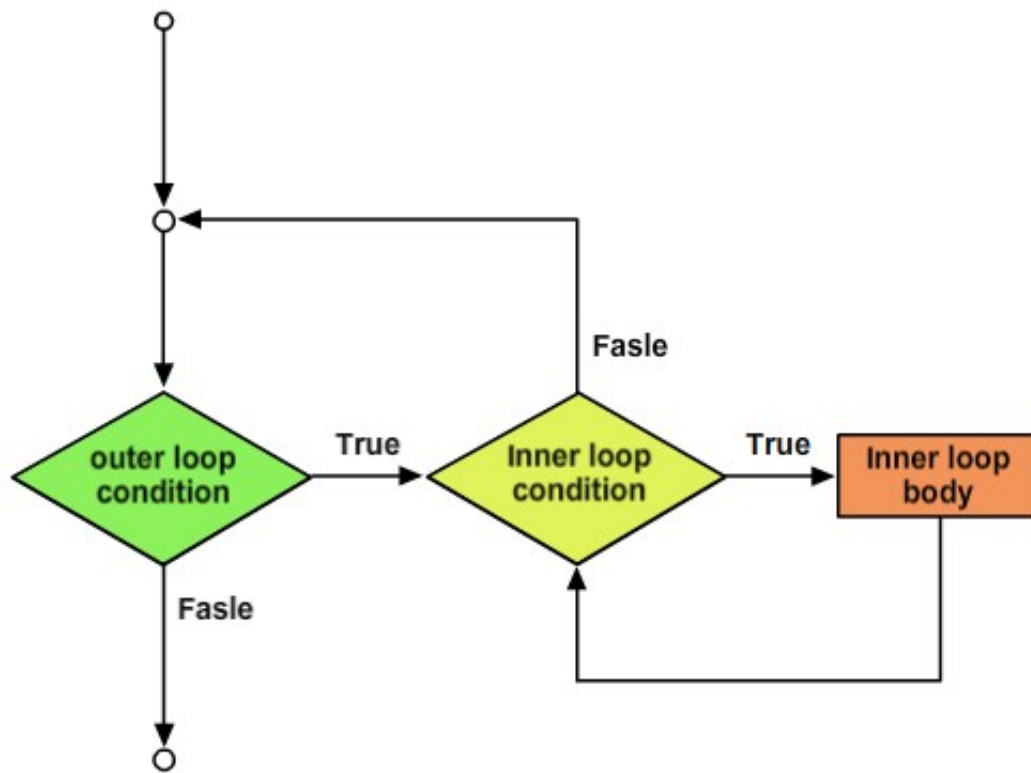 Fasle
outer loop
condition
True
Inner loop
condition
True
Inner loop
body
Fasle